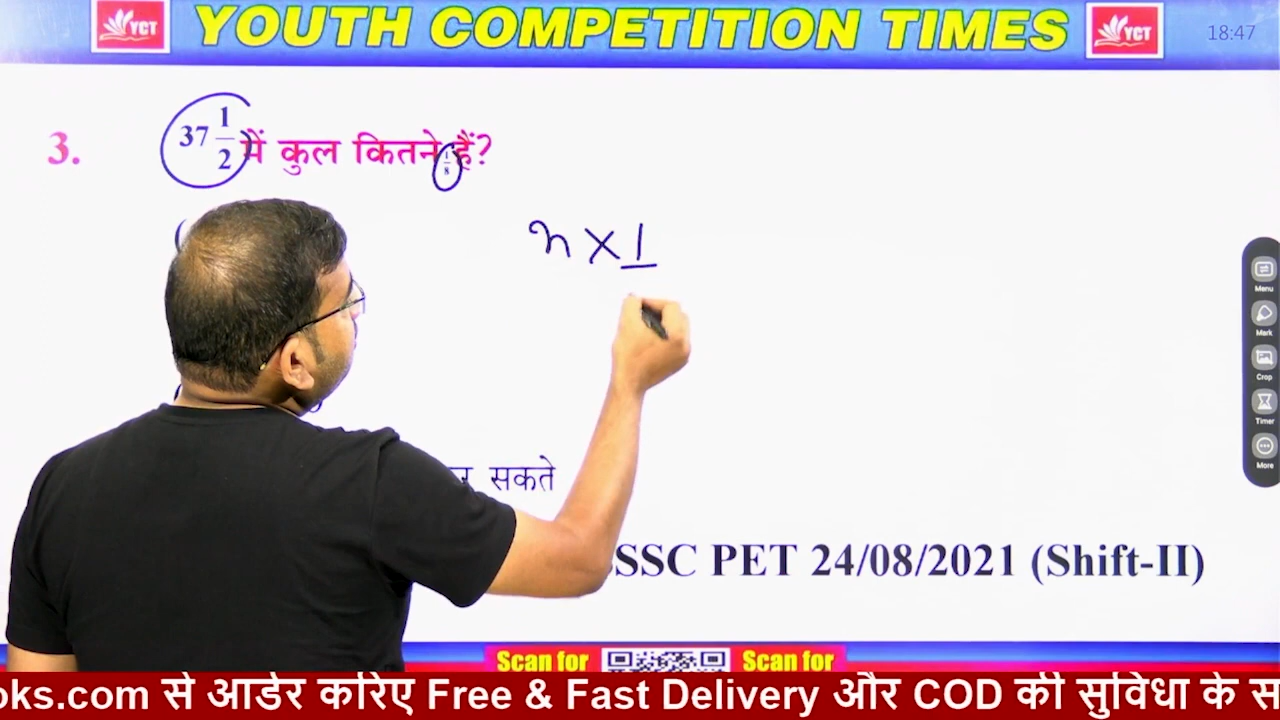 YCT YOUTH COMPETITION TIMES YCT 18:47
3. 37 1/2 में कुल कितने 1/8 हैं?
n × 1
Menu
Mark
Crop
Timer
More
सकते
SSC PET 24/08/2021 (Shift-II)
Scan for Scan for
oks.com से आर्डर करिए Free & Fast Delivery और COD की सुविधा के स